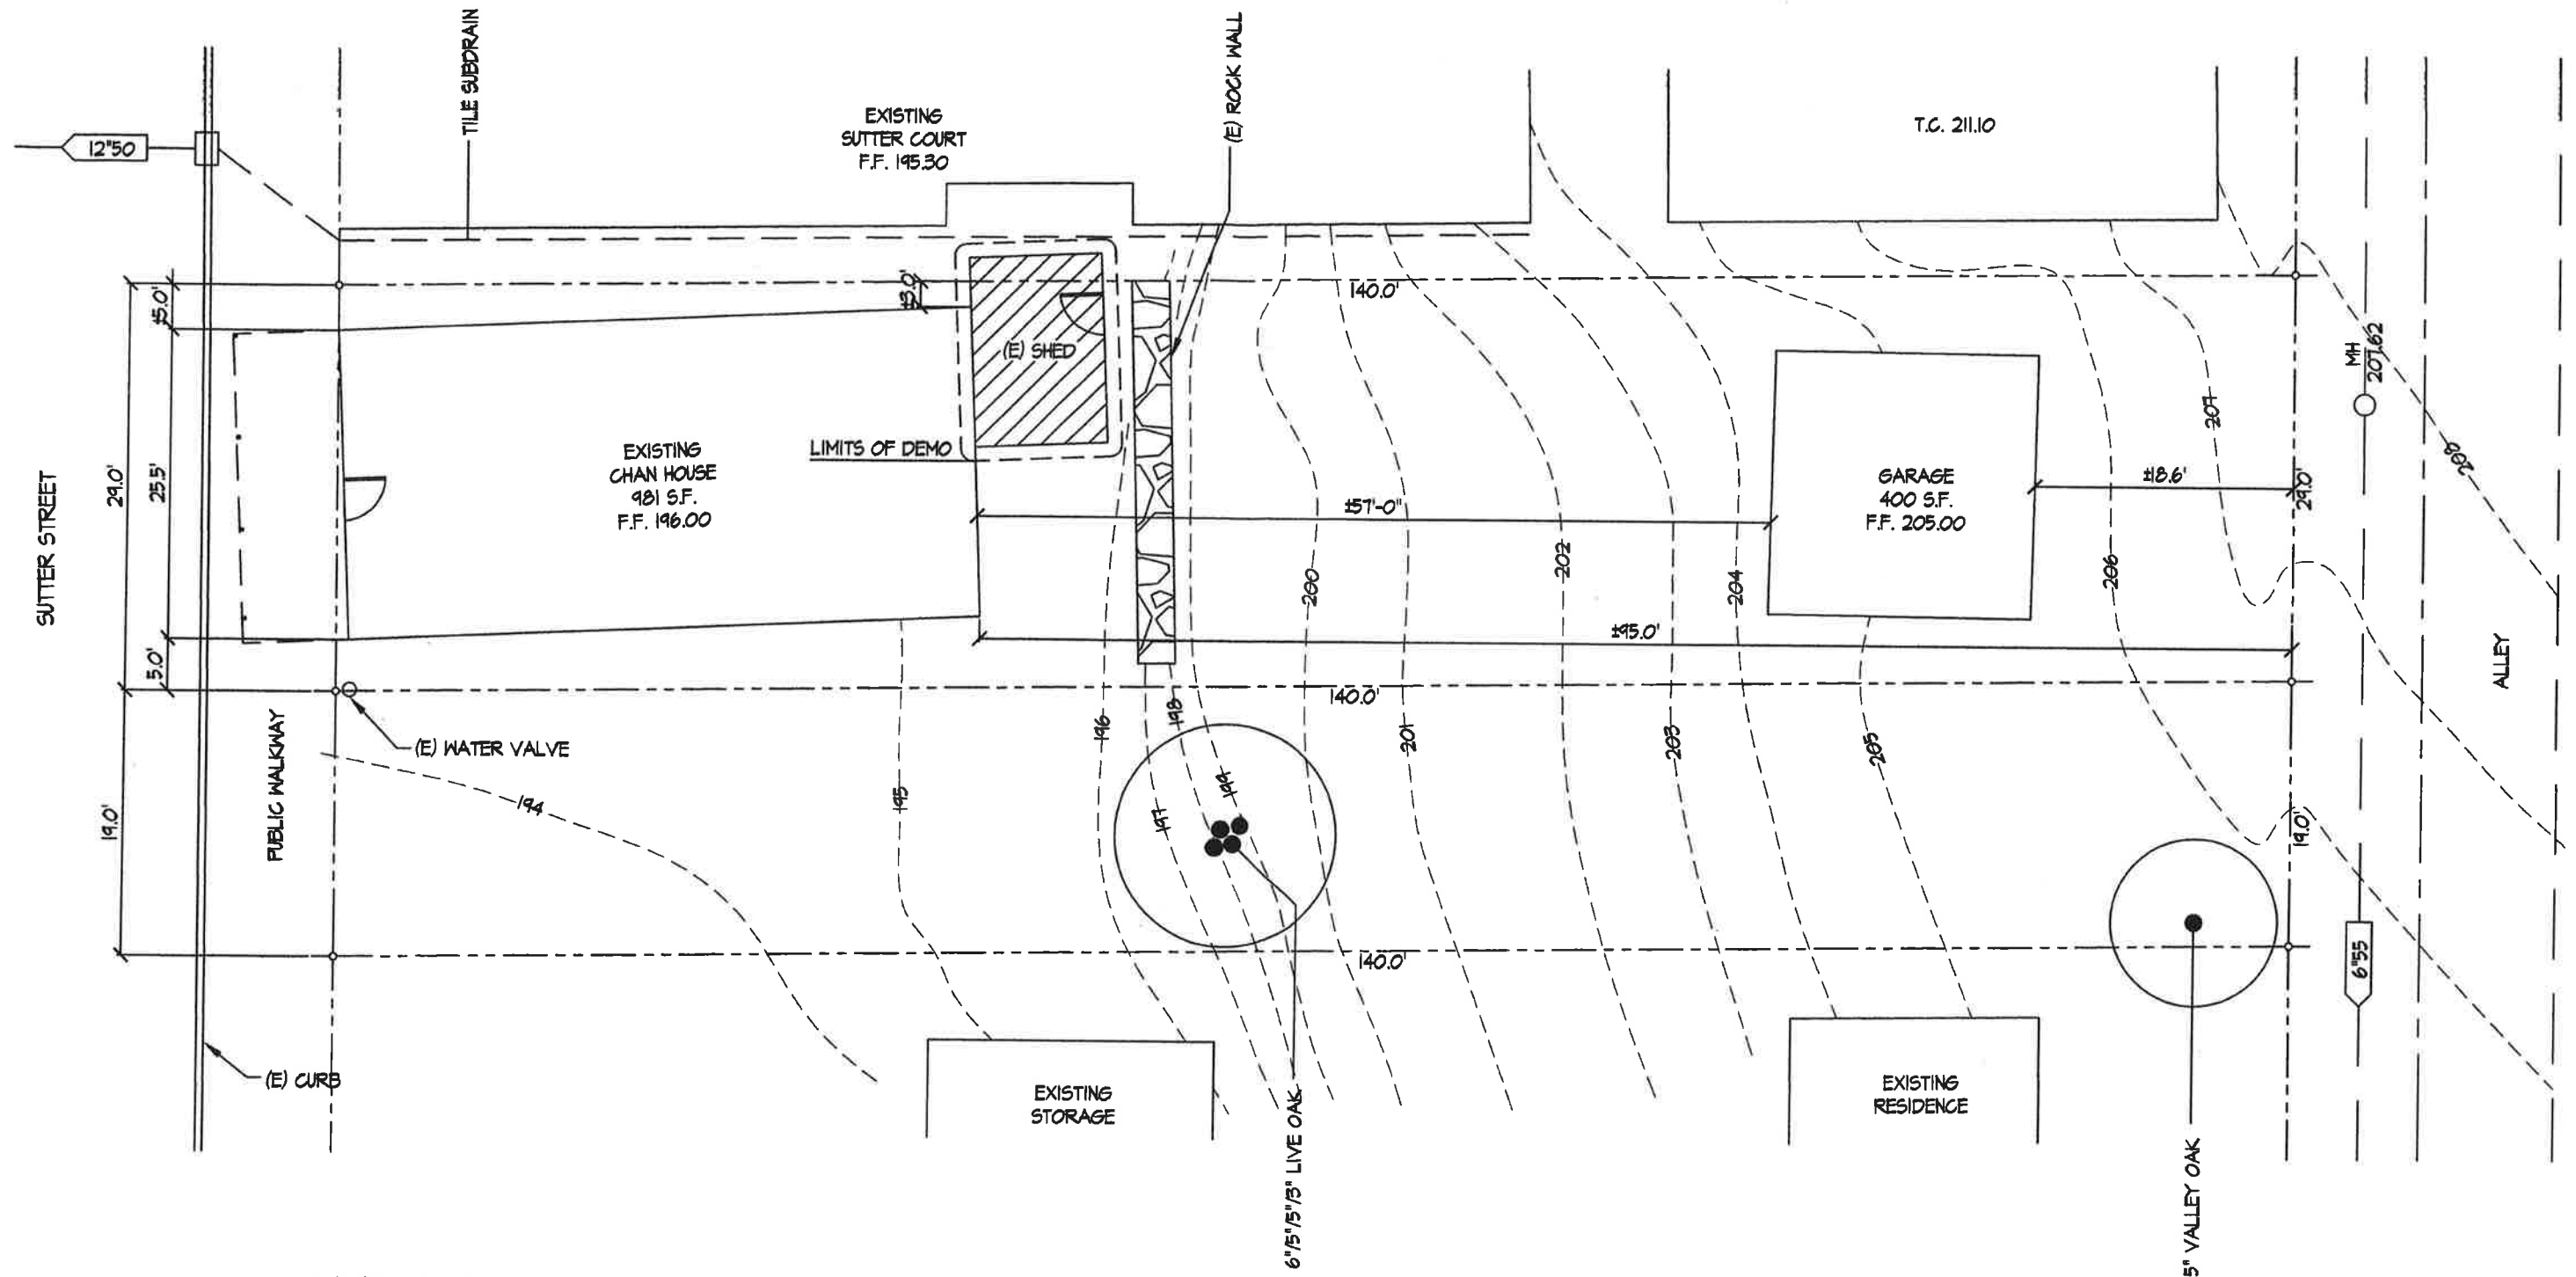 12"50
TILE SUBDRAIN
EXISTING
SUTTER COURT
F.F. 195.30
(E) ROCK WALL
T.C. 211.10
±5.0'
±3.0'
140.0'
29.0'
25.5'
SUTTER STREET
(E) SHED
LIMITS OF DEMO
EXISTING
CHAN HOUSE
981 S.F.
F.F. 196.00
±57'-0"
GARAGE
400 S.F.
F.F. 205.00
±18.6'
29.0'
MH
207.62
207
208
200
202
204
206
±95.0'
5.0'
140.0'
ALLEY
(E) WATER VALVE
PUBLIC WALKWAY
19.0'
194
195
196
197
198
199
201
203
205
19.0'
140.0'
6"55
(E) CURB
EXISTING
STORAGE
6"/5"/5"/3" LIVE OAK
EXISTING
RESIDENCE
5" VALLEY OAK